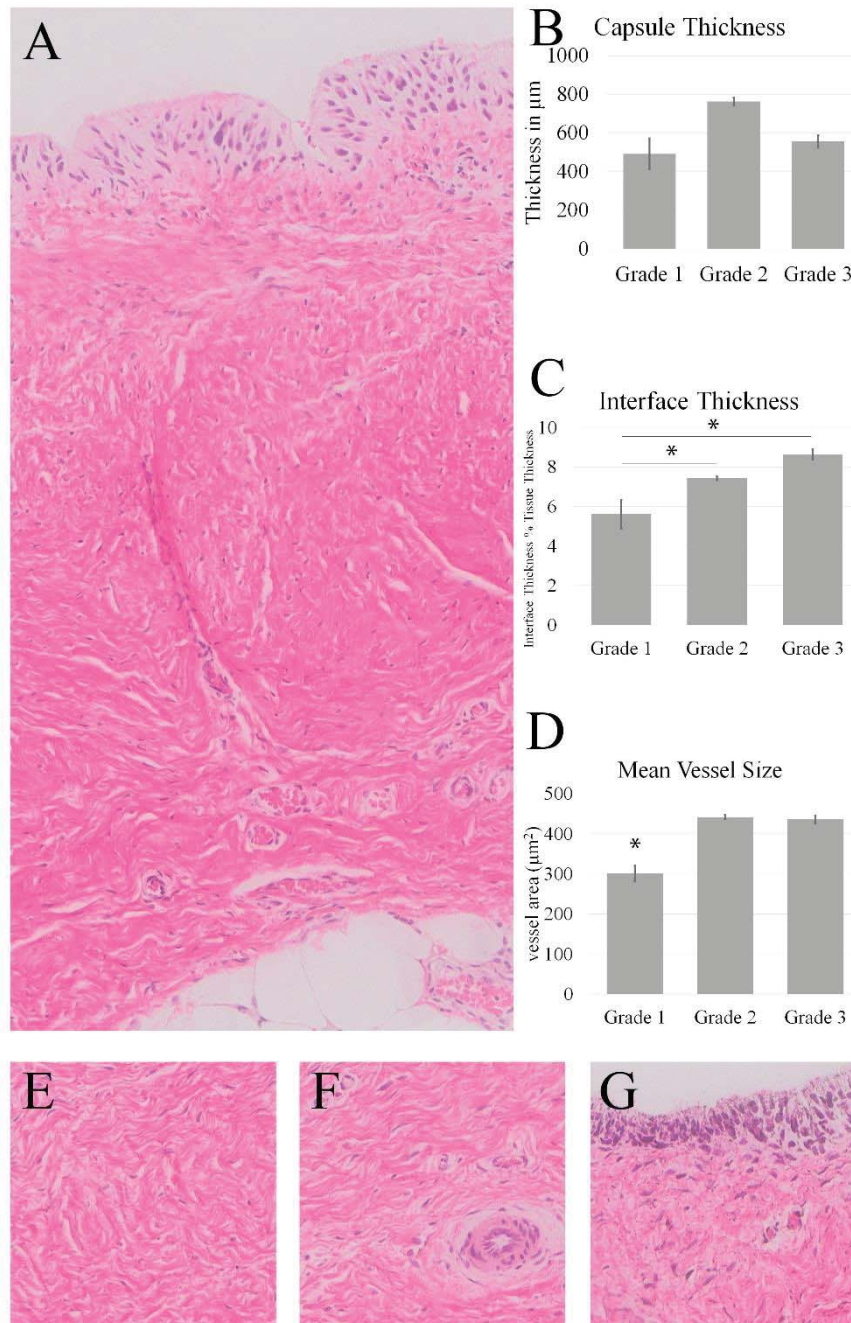 A
B
Capsule Thickness
Thickness in µm
1000
800
600
400
200
0
Grade 1 Grade 2 Grade 3
C
Interface Thickness
Interface Thickness % Tissue Thickness
10
8
6
4
2
0
*
*
Grade 1 Grade 2 Grade 3
D
Mean Vessel Size
vessel area (µm²)
500
400
300
200
100
0
*
Grade 1 Grade 2 Grade 3
E
F
G